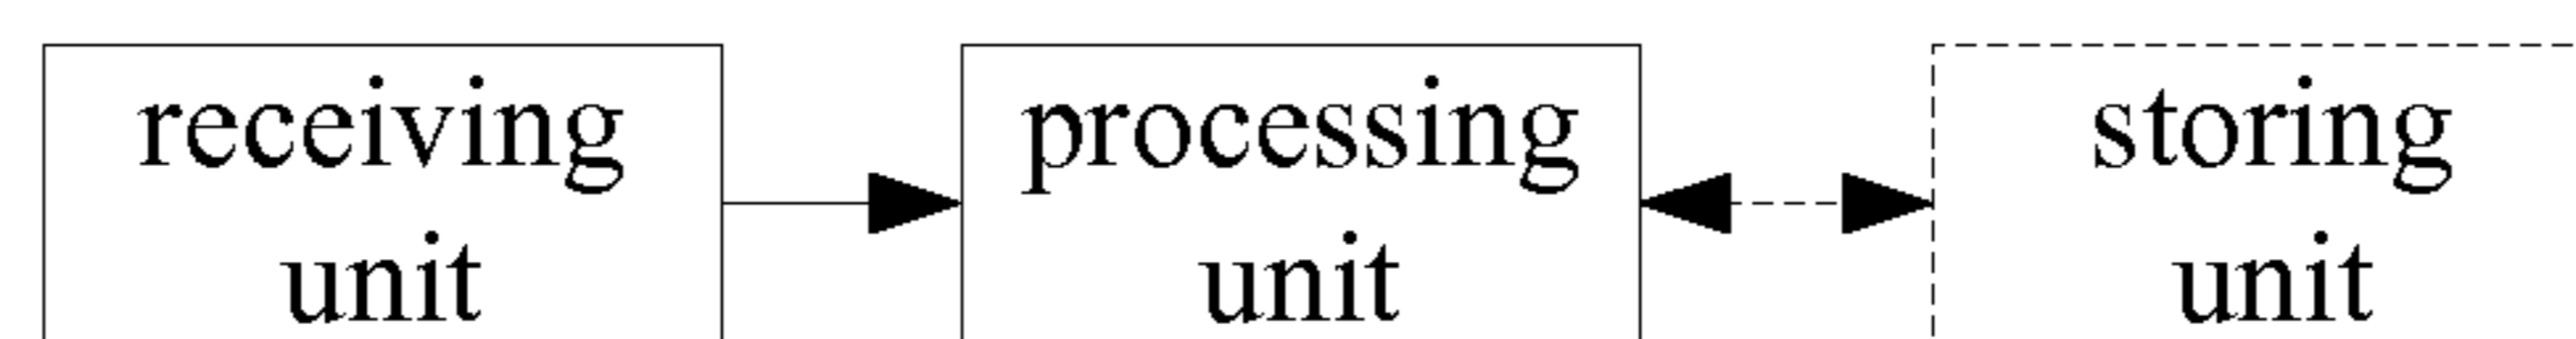 receiving
unit
processing
unit
storing
unit